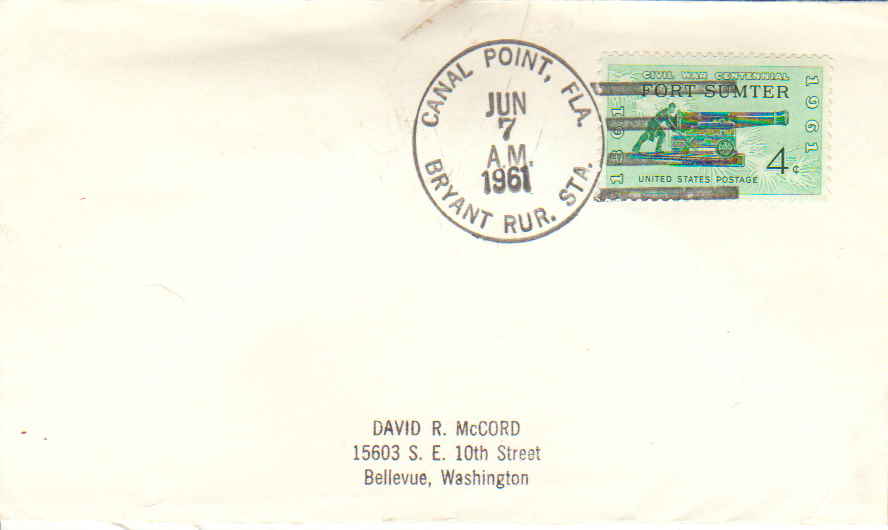 CANAL POINT, FLA.
JUN
7
A.M.
1961
BRYANT RUR. STA.
CIVIL WAR CENTENNIAL
FORT SUMTER
1861
1961
4¢
UNITED STATES POSTAGE
DAVID R. McCORD
15603 S. E. 10th Street
Bellevue, Washington